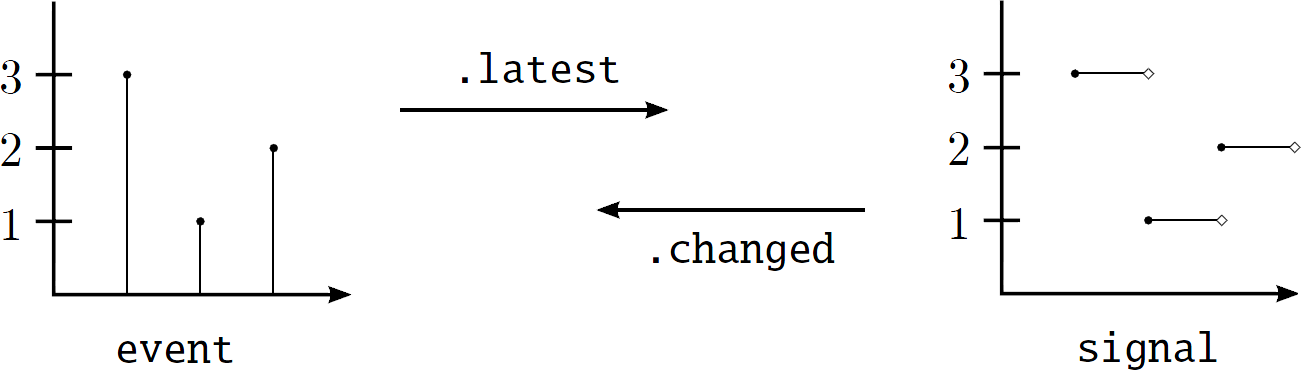 3
2
1
event
.latest
.changed
3
2
1
signal